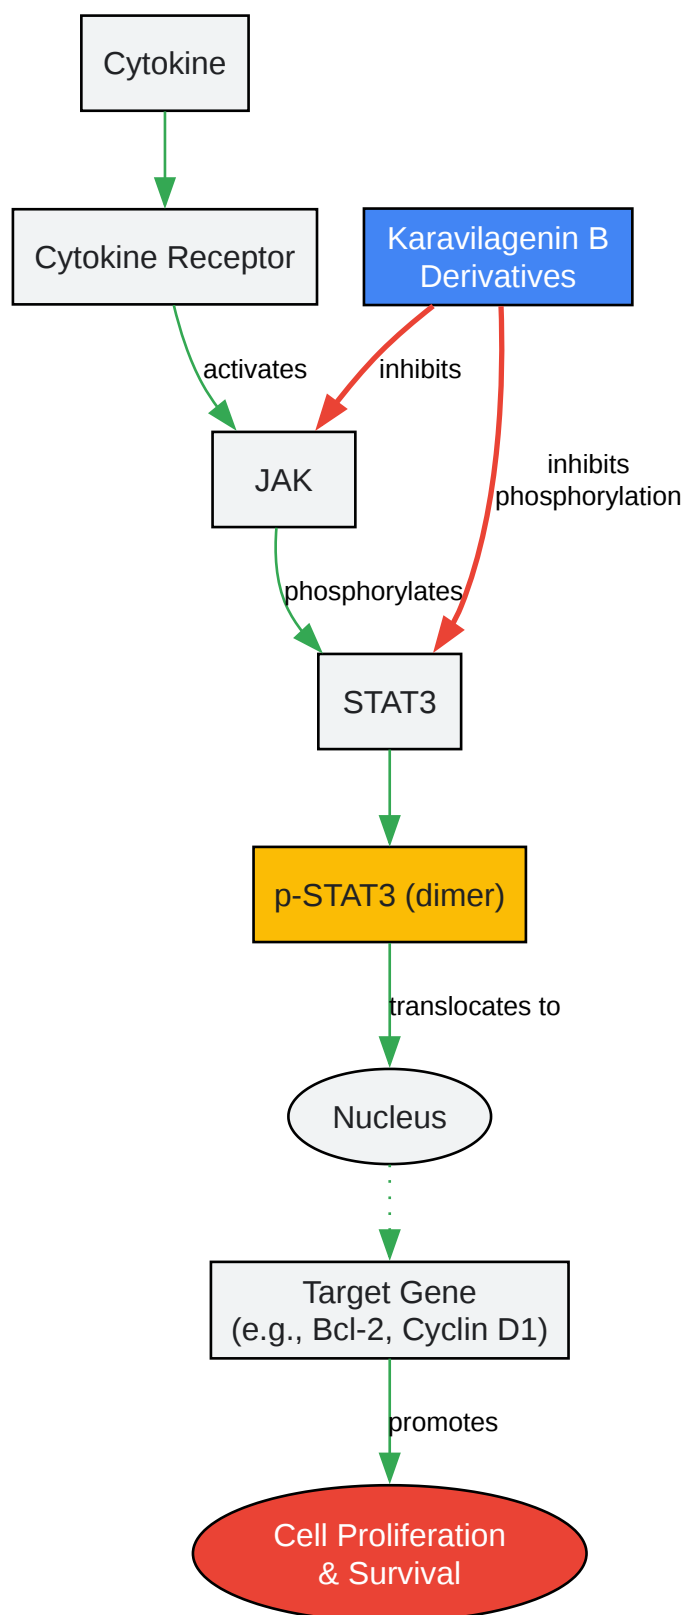 Cytokine
Cytokine Receptor
Karavilagenin B
Derivatives
activates
inhibits
JAK
inhibits
phosphorylation
phosphorylates
STAT3
p-STAT3 (dimer)
translocates to
Nucleus
Target Gene
(e.g., Bcl-2, Cyclin D1)
promotes
Cell Proliferation
& Survival